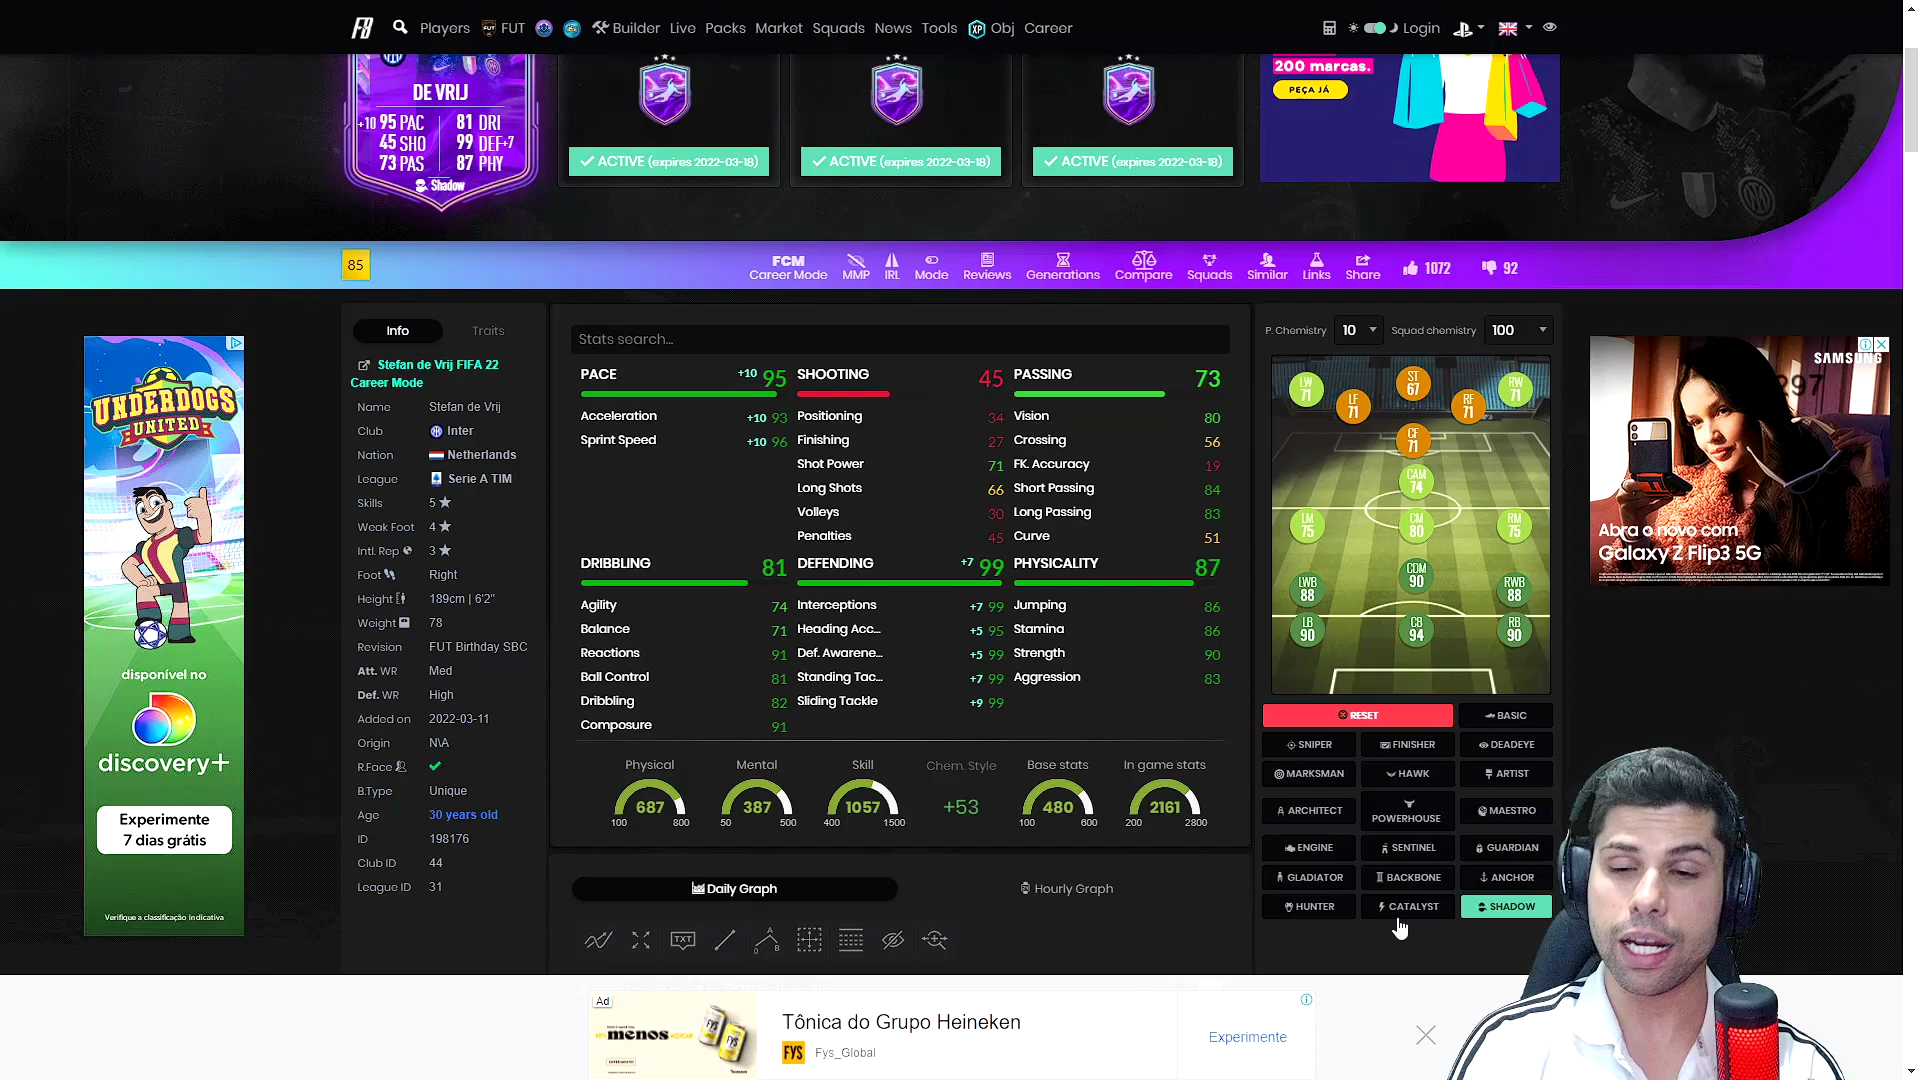 Players FUT Builder Live Packs Market Squads News Tools XP Obj Career Login
DE VRIJ
+10 95 PAC 81 DRI
45 SHO 99 DEF +7
73 PAS 87 PHY
Shadow
ACTIVE (expires 2022-03-18)
ACTIVE (expires 2022-03-18)
ACTIVE (expires 2022-03-18)
200 marcas.
PEÇA JÁ
85
FCM
Career Mode MMP IRL Mode Reviews Generations Compare Squads Similar Links Share 1072 92
Info Traits
Stefan de Vrij FIFA 22
Career Mode
Name Stefan de Vrij
Club Inter
Nation Netherlands
League Serie A TIM
Skills 5
Weak Foot 4
Intl. Rep 3
Foot Right
Height 189cm | 6'2"
Weight 78
Revision FUT Birthday SBC
Att. WR Med
Def. WR High
Added on 2022-03-11
Origin N\A
R.Face
B.Type Unique
Age 30 years old
ID 198176
Club ID 44
League ID 31
Stats search...
PACE +10 95
Acceleration +10 93
Sprint Speed +10 96
SHOOTING 45
Positioning 34
Finishing 27
Shot Power 71
Long Shots 66
Volleys 30
Penalties 45
PASSING 73
Vision 80
Crossing 56
FK. Accuracy 19
Short Passing 84
Long Passing 83
Curve 51
DRIBBLING 81
Agility 74
Balance 71
Reactions 91
Ball Control 81
Dribbling 82
Composure 91
DEFENDING +7 99
Interceptions +7 99
Heading Acc... +5 95
Def. Awarene... +5 99
Standing Tac... +7 99
Sliding Tackle +9 99
PHYSICALITY 87
Jumping 86
Stamina 86
Strength 90
Aggression 83
Physical Mental Skill Chem. Style Base stats In game stats
687 387 1057 +53 480 2161
100 800 50 500 400 1500 100 600 200 2800
Daily Graph Hourly Graph
TXT
P. Chemistry 10 Squad chemistry 100
LW
71
LF
71
ST
67
RF
71
RW
71
CF
71
CAM
74
LM
75
CM
80
RM
75
LWB
88
CDM
90
RWB
88
LB
90
CB
94
RB
90
RESET BASIC
SNIPER FINISHER DEADEYE
MARKSMAN HAWK ARTIST
ARCHITECT POWERHOUSE MAESTRO
ENGINE SENTINEL GUARDIAN
GLADIATOR BACKBONE ANCHOR
HUNTER CATALYST SHADOW
UNDERDOGS
UNITED
disponível no
discovery+
Experimente
7 dias grátis
Verifique a classificação indicativa
SAMSUNG
Abra o novo com
Galaxy Z Flip3 5G
Ad
menos
FYS
Tônica do Grupo Heineken
FYS Fys_Global
Experimente